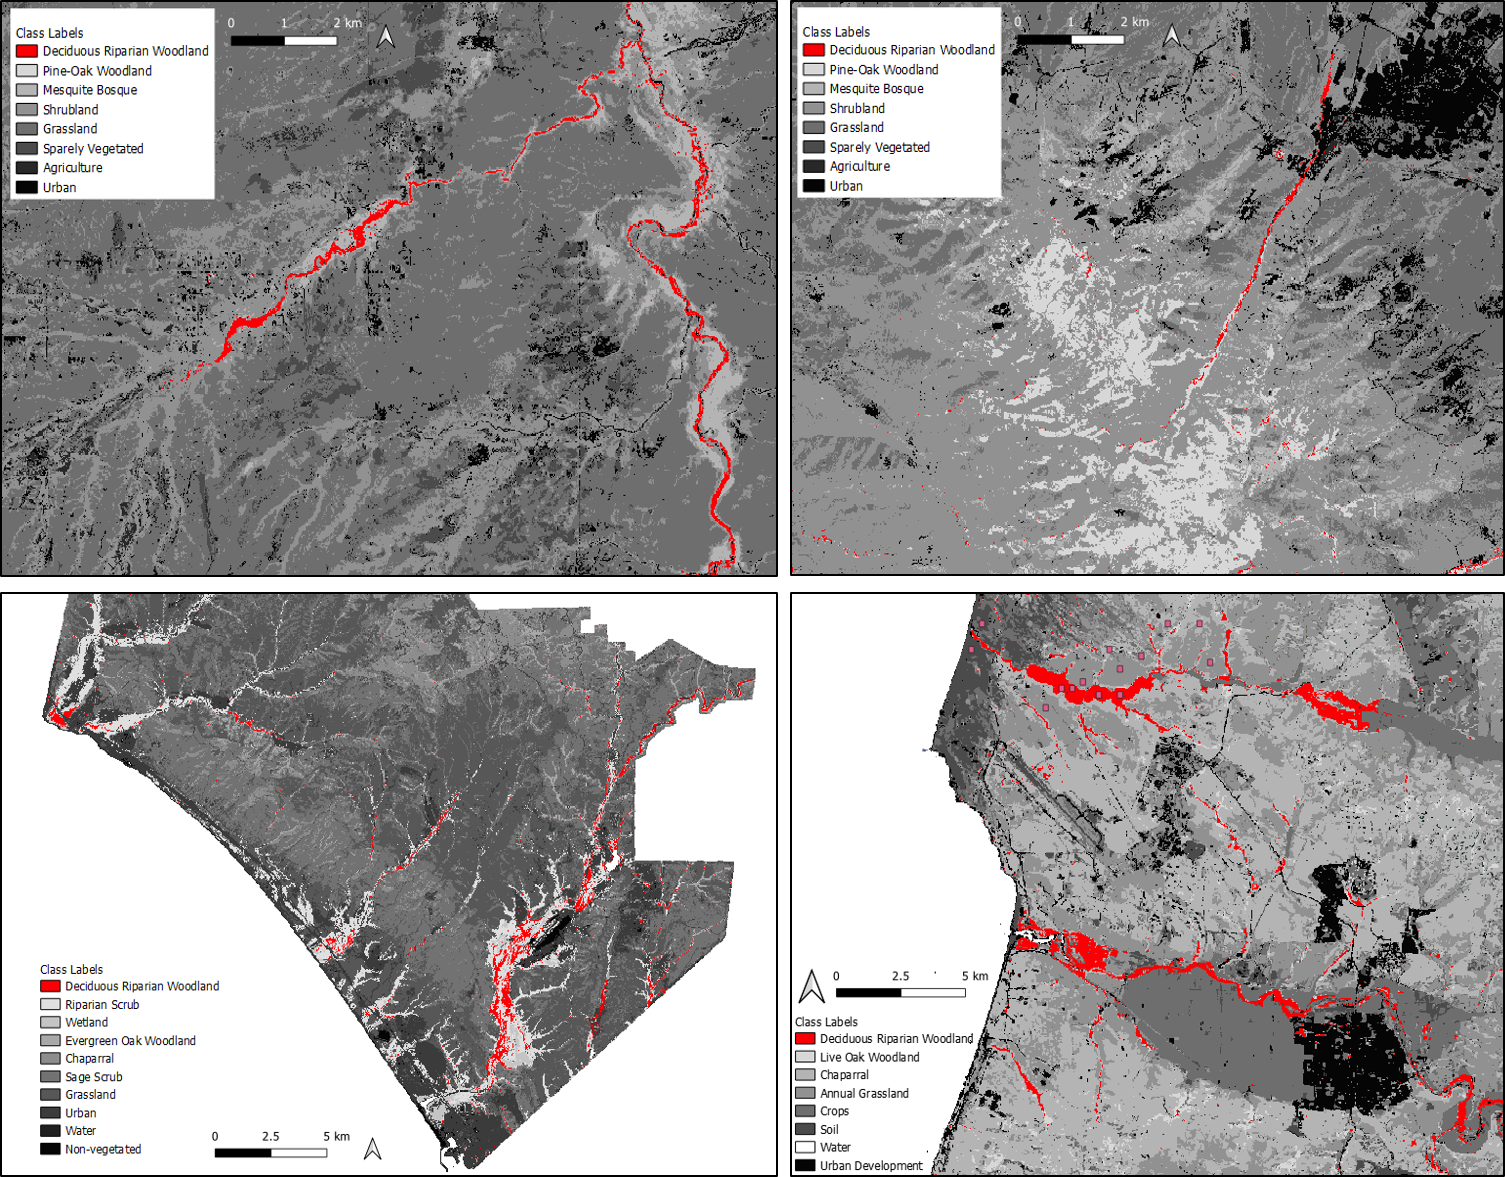 0 1 2 km
Class Labels
Deciduous Riparian Woodland
Pine-Oak Woodland
Mesquite Bosque
Shrubland
Grassland
Sparely Vegetated
Agriculture
Urban
0 1 2 km
Class Labels
Deciduous Riparian Woodland
Pine-Oak Woodland
Mesquite Bosque
Shrubland
Grassland
Sparely Vegetated
Agriculture
Urban
Class Labels
Deciduous Riparian Woodland
Riparian Scrub
Wetland
Evergreen Oak Woodland
Chaparral
Sage Scrub
Grassland
Urban
Water
Non-vegetated
0 2.5 5 km
0 2.5 5 km
Class Labels
Deciduous Riparian Woodland
Live Oak Woodland
Chaparral
Annual Grassland
Crops
Soil
Water
Urban Development